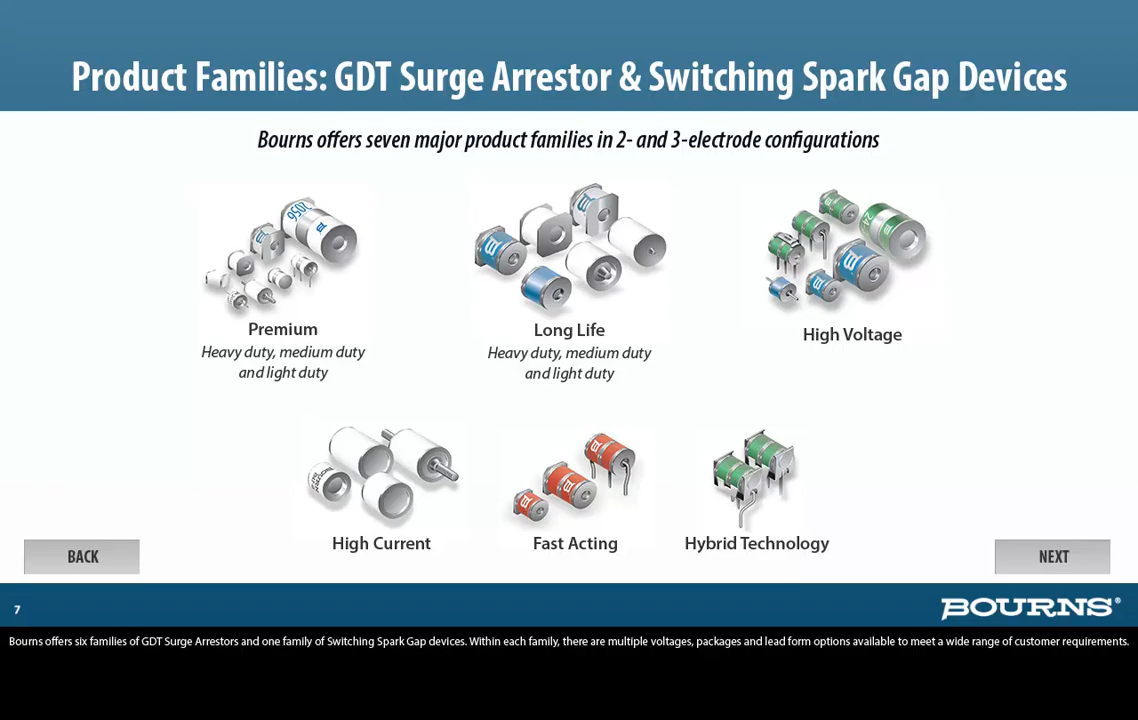 Product Families: GDT Surge Arrestor & Switching Spark Gap Devices
Bourns offers seven major product families in 2- and 3-electrode configurations
2036
24
Premium
Heavy duty, medium duty
and light duty
Long Life
Heavy duty, medium duty
and light duty
High Voltage
High Current
Fast Acting
Hybrid Technology
BACK
NEXT
7
BOURNS®
Bourns offers six families of GDT Surge Arrestors and one family of Switching Spark Gap devices. Within each family, there are multiple voltages, packages and lead form options available to meet a wide range of customer requirements.